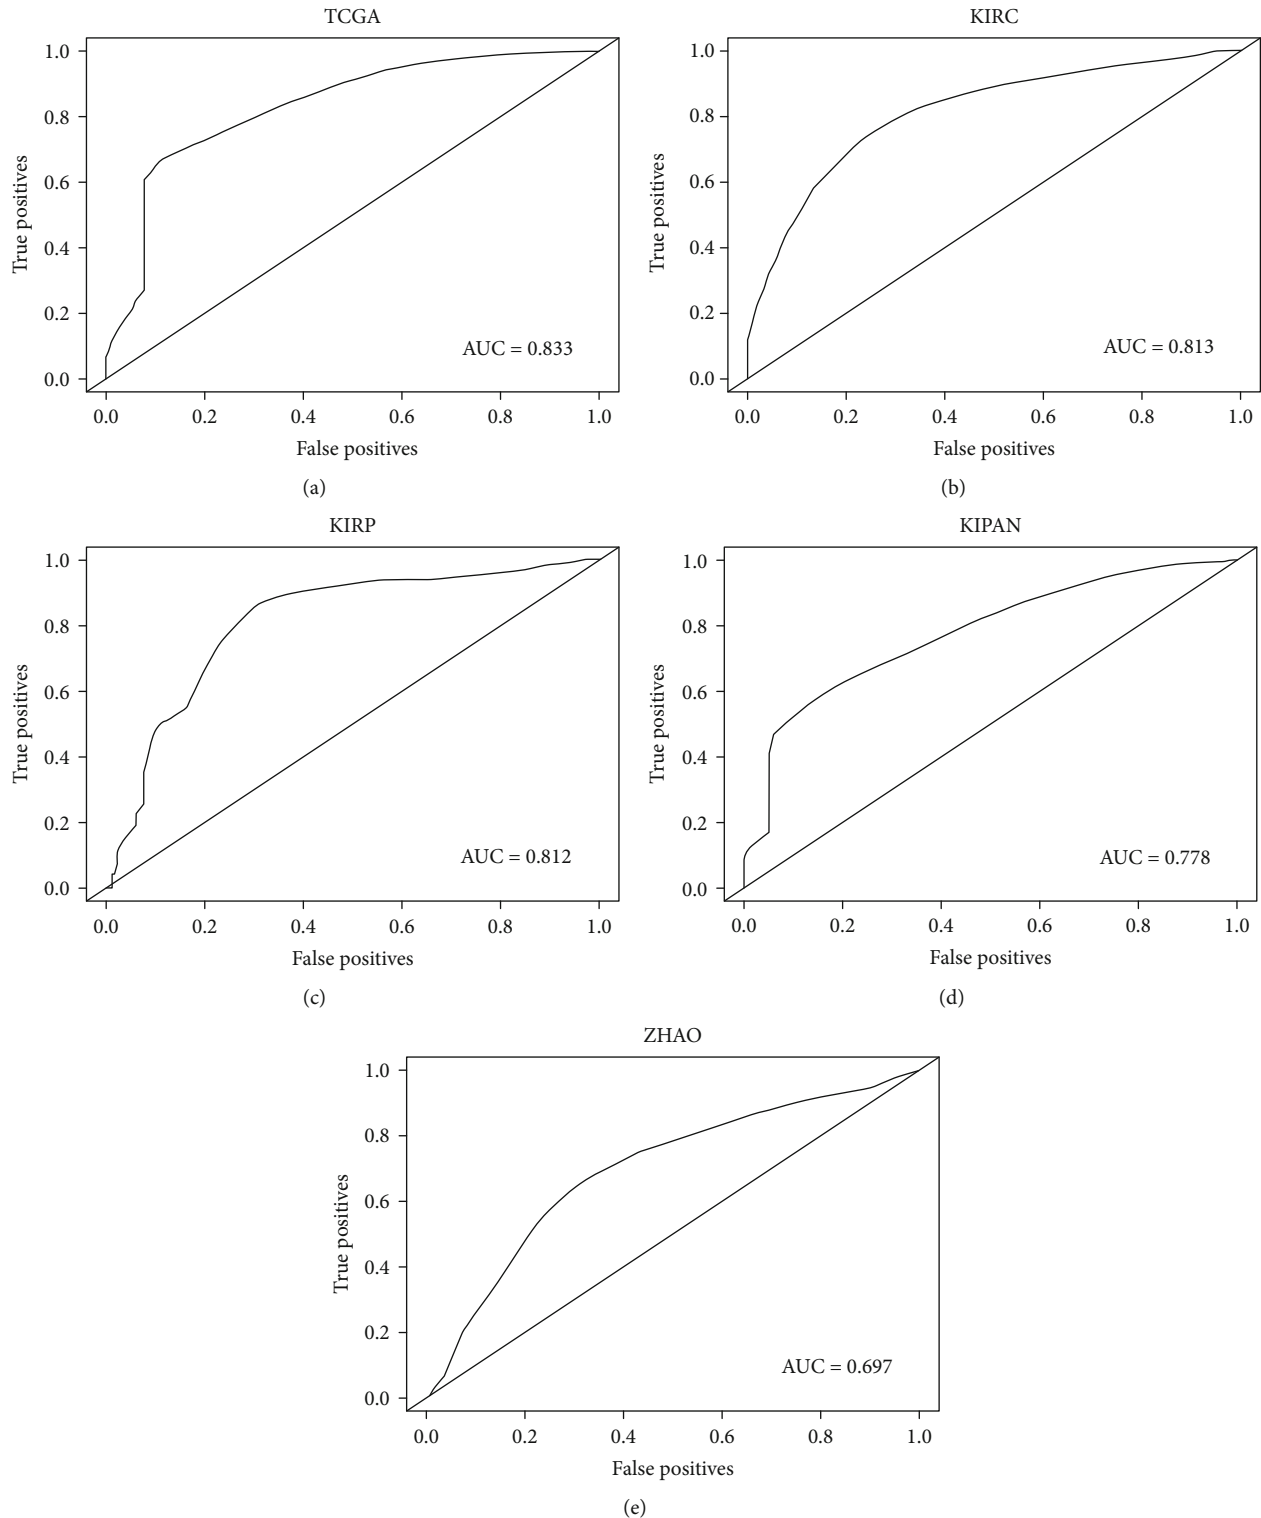 TCGA
1.0
0.8
0.6
0.4
0.2
0.0
True positives
AUC = 0.833
0.0 0.2 0.4 0.6 0.8 1.0
False positives
(a)
KIRC
1.0
0.8
0.6
0.4
0.2
0.0
True positives
AUC = 0.813
0.0 0.2 0.4 0.6 0.8 1.0
False positives
(b)
KIRP
1.0
0.8
0.6
0.4
0.2
0.0
True positives
AUC = 0.812
0.0 0.2 0.4 0.6 0.8 1.0
False positives
(c)
KIPAN
1.0
0.8
0.6
0.4
0.2
0.0
True positives
AUC = 0.778
0.0 0.2 0.4 0.6 0.8 1.0
False positives
(d)
ZHAO
1.0
0.8
0.6
0.4
0.2
0.0
True positives
AUC = 0.697
0.0 0.2 0.4 0.6 0.8 1.0
False positives
(e)